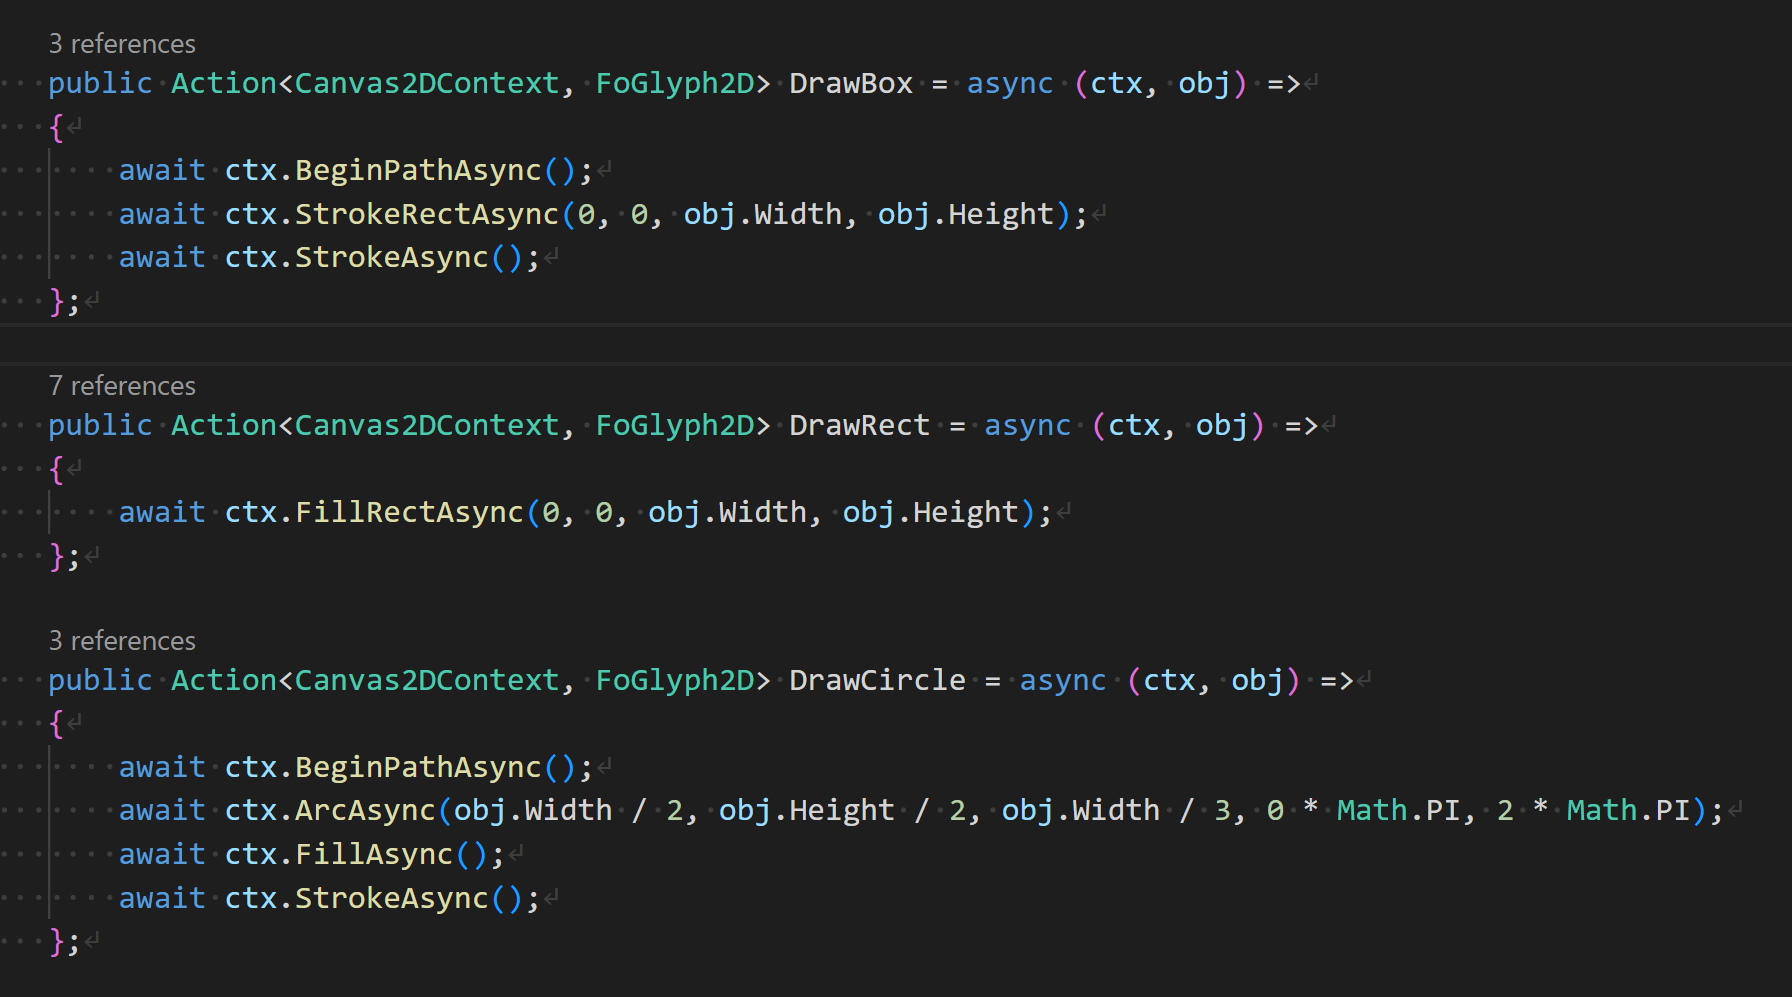 3 references
public Action<Canvas2DContext, FoGlyph2D> DrawBox = async (ctx, obj) =>
{
await ctx.BeginPathAsync();
await ctx.StrokeRectAsync(0, 0, obj.Width, obj.Height);
await ctx.StrokeAsync();
};
7 references
public Action<Canvas2DContext, FoGlyph2D> DrawRect = async (ctx, obj) =>
{
await ctx.FillRectAsync(0, 0, obj.Width, obj.Height);
};
3 references
public Action<Canvas2DContext, FoGlyph2D> DrawCircle = async (ctx, obj) =>
{
await ctx.BeginPathAsync();
await ctx.ArcAsync(obj.Width / 2, obj.Height / 2, obj.Width / 3, 0 * Math.PI, 2 * Math.PI);
await ctx.FillAsync();
await ctx.StrokeAsync();
};